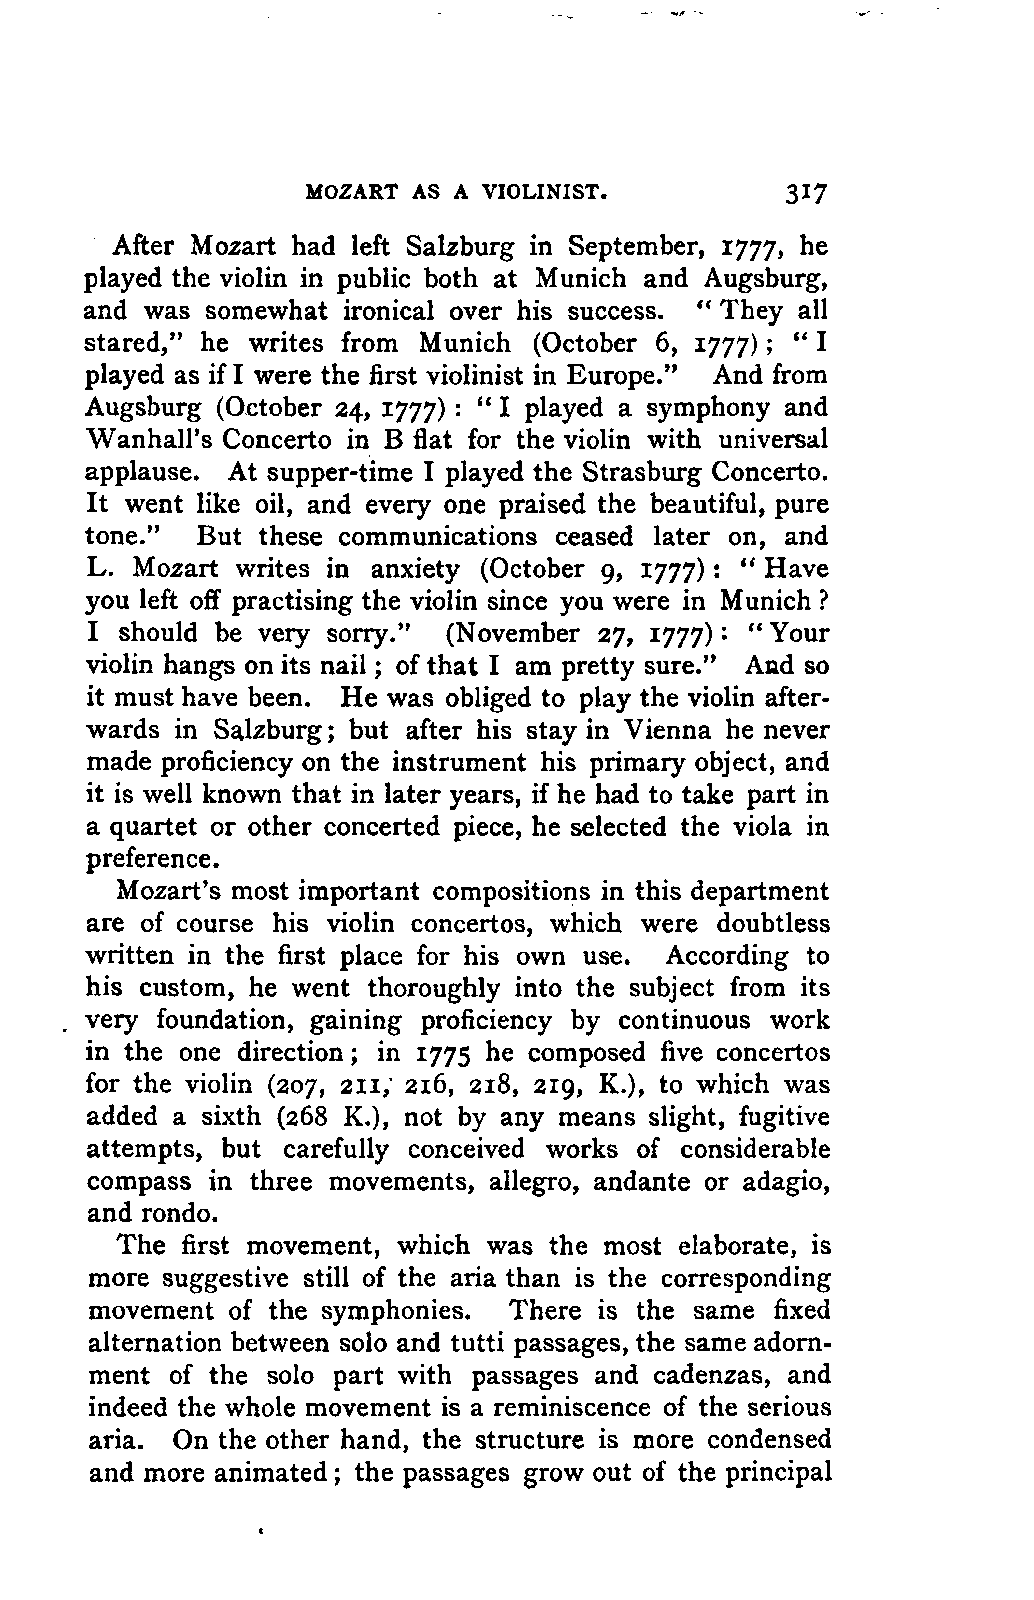 MOZART AS A VIOLINIST. 317
After Mozart had left Salzburg in September, 1777, he
played the violin in public both at Munich and Augsburg,
and was somewhat ironical over his success. “ They all
stared,” he writes from Munich (October 6, 1777) ; “ I
played as if I were the first violinist in Europe.” And from
Augsburg (October 24, 1777) : “ I played a symphony and
Wanhall's Concerto in B flat for the violin with universal
applause. At supper-time I played the Strasburg Concerto.
It went like oil, and every one praised the beautiful, pure
tone.” But these communications ceased later on, and
L. Mozart writes in anxiety (October 9, 1777) : “ Have
you left off practising the violin since you were in Munich ?
I should be very sorry.” (November 27, 1777) : “ Your
violin hangs on its nail ; of that I am pretty sure.” And so
it must have been. He was obliged to play the violin after-
wards in Salzburg ; but after his stay in Vienna he never
made proficiency on the instrument his primary object, and
it is well known that in later years, if he had to take part in
a quartet or other concerted piece, he selected the viola in
preference.
Mozart's most important compositions in this department
are of course his violin concertos, which were doubtless
written in the first place for his own use. According to
his custom, he went thoroughly into the subject from its
very foundation, gaining proficiency by continuous work
in the one direction ; in 1775 he composed five concertos
for the violin (207, 211, 216, 218, 219, K.), to which was
added a sixth (268 K.), not by any means slight, fugitive
attempts, but carefully conceived works of considerable
compass in three movements, allegro, andante or adagio,
and rondo.
The first movement, which was the most elaborate, is
more suggestive still of the aria than is the corresponding
movement of the symphonies. There is the same fixed
alternation between solo and tutti passages, the same adorn-
ment of the solo part with passages and cadenzas, and
indeed the whole movement is a reminiscence of the serious
aria. On the other hand, the structure is more condensed
and more animated ; the passages grow out of the principal